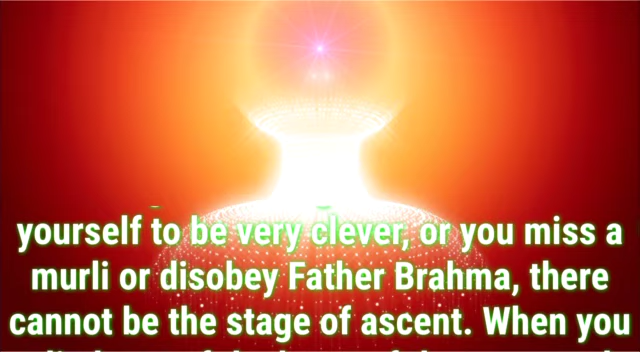 yourself to be very clever, or you miss a
murli or disobey Father Brahma, there
cannot be the stage of ascent. When you